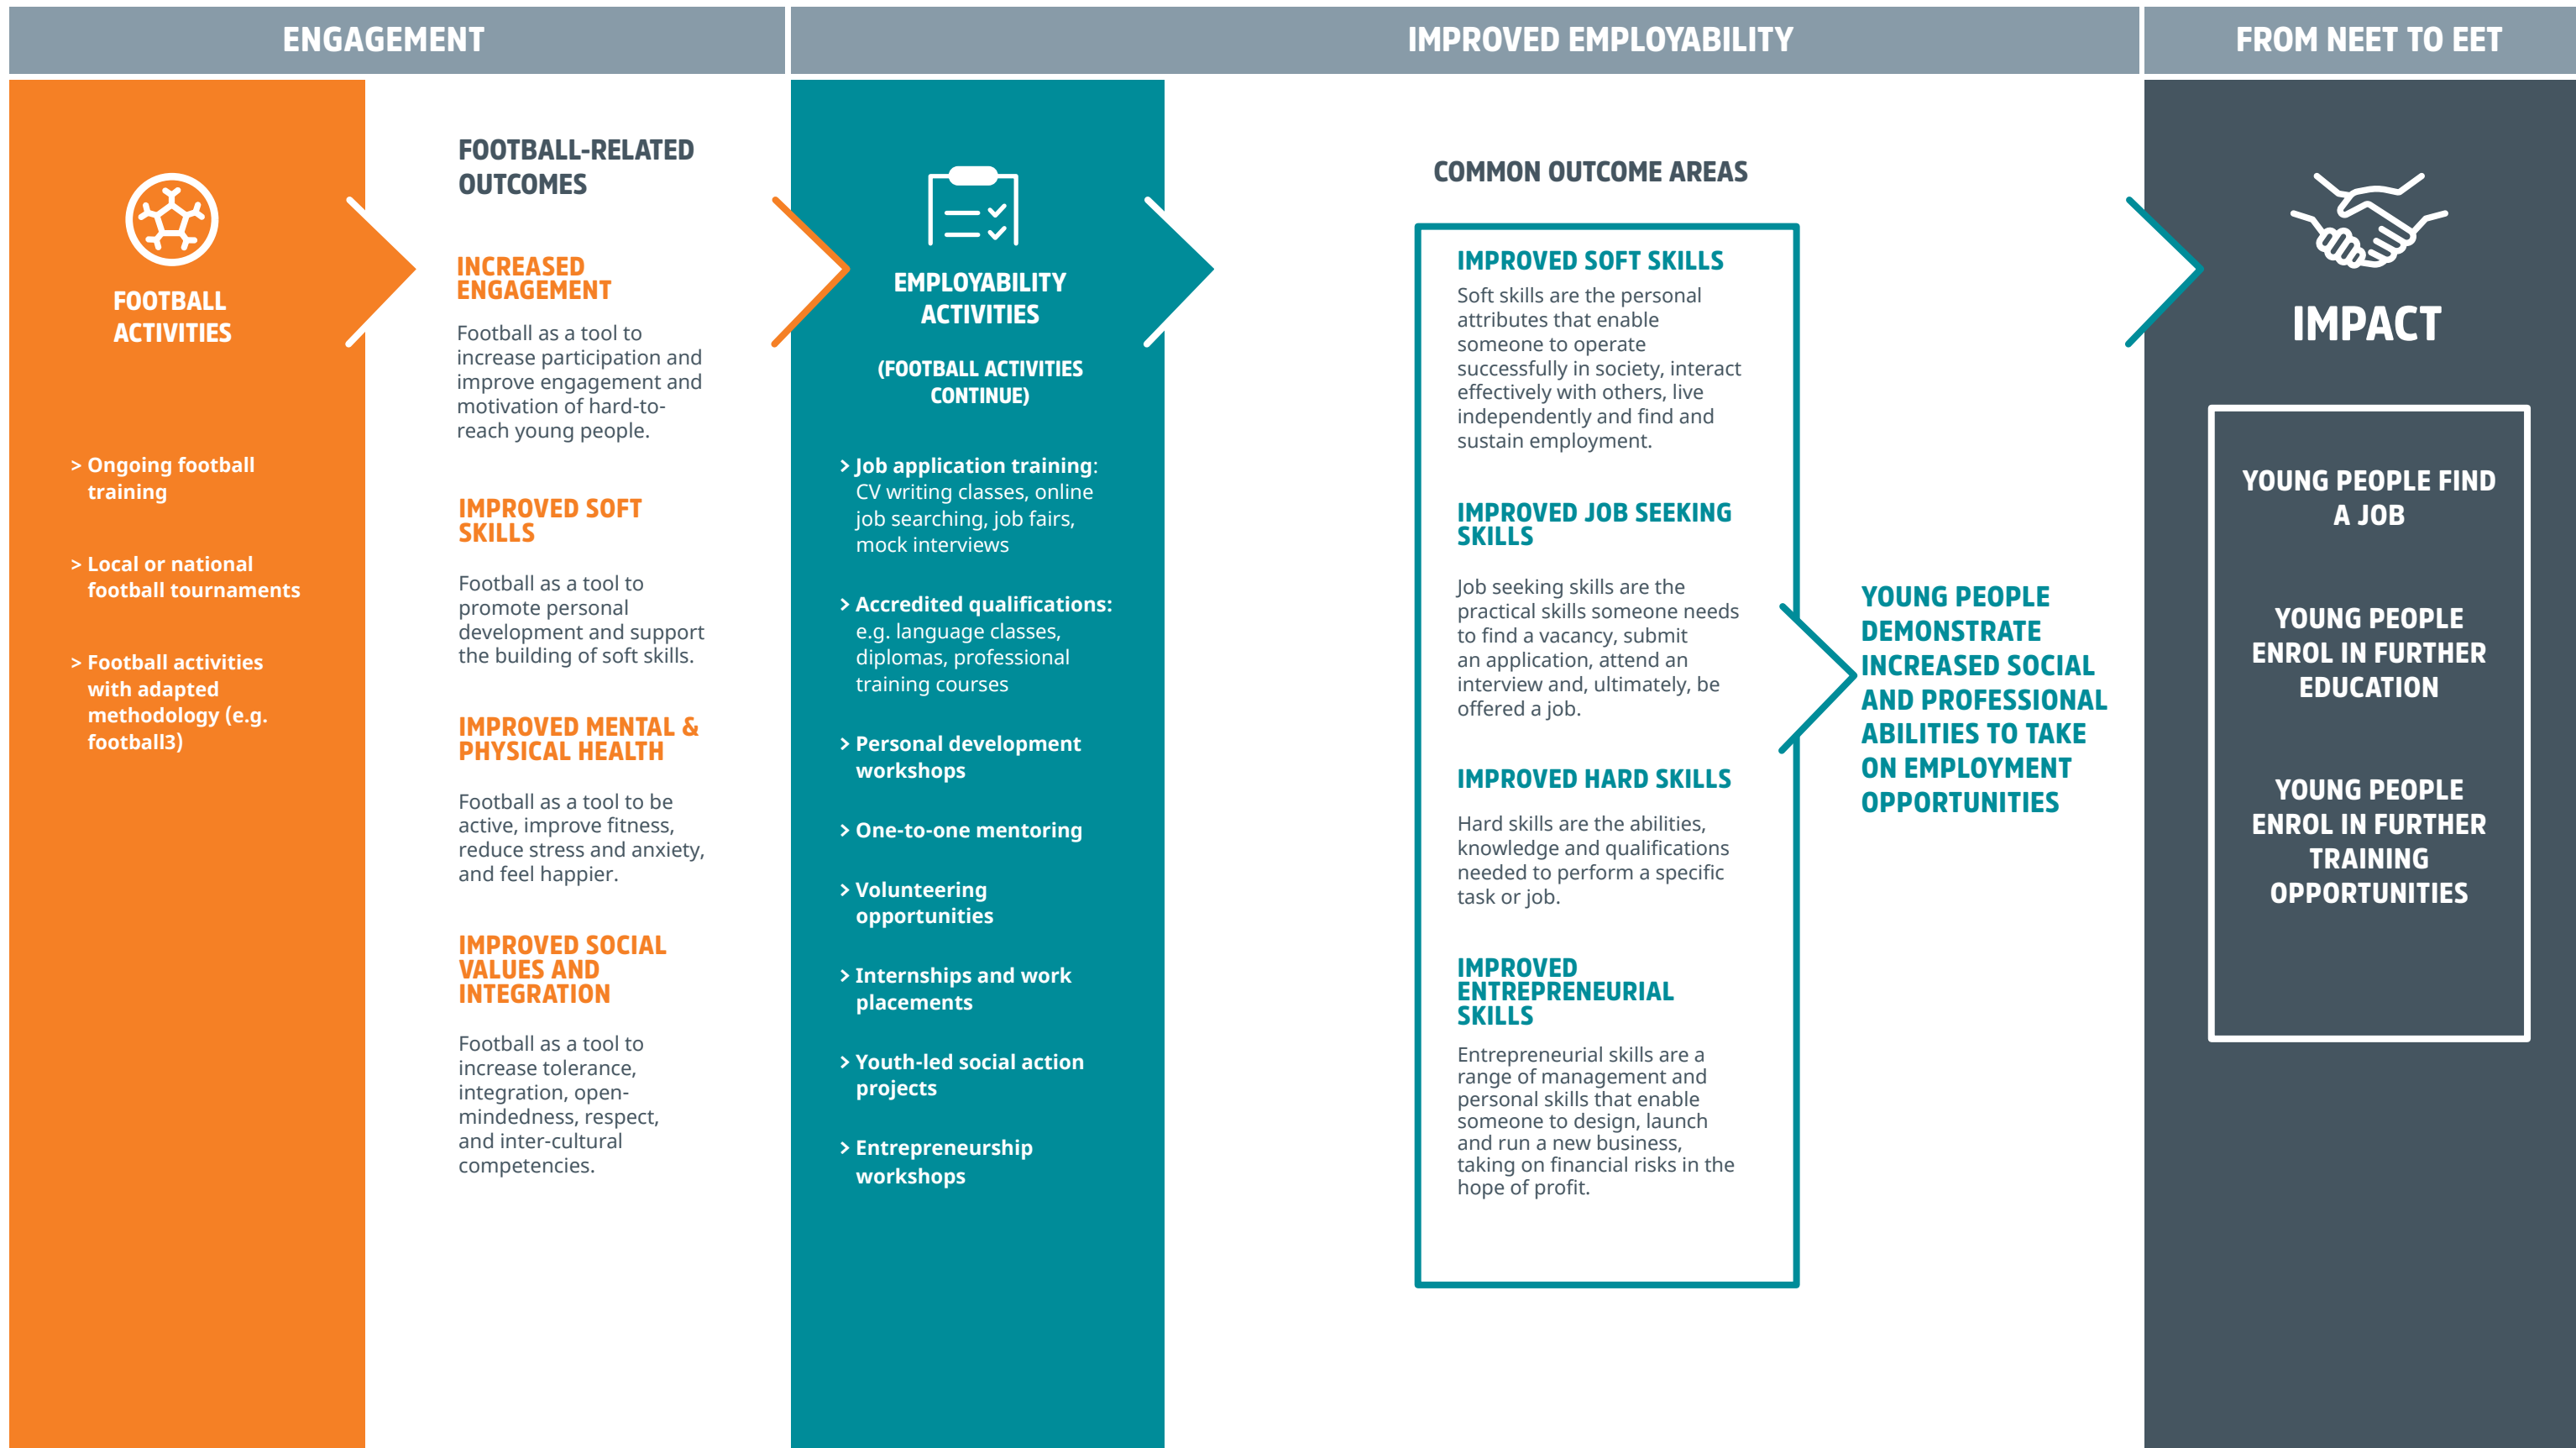 ENGAGEMENT
IMPROVED EMPLOYABILITY
FROM NEET TO EET
FOOTBALL
ACTIVITIES
> Ongoing football
training
> Local or national
football tournaments
> Football activities
with adapted
methodology (e.g.
football3)
FOOTBALL-RELATED
OUTCOMES
INCREASED
ENGAGEMENT
Football as a tool to
increase participation and
improve engagement and
motivation of hard-to-
reach young people.
IMPROVED SOFT
SKILLS
Football as a tool to
promote personal
development and support
the building of soft skills.
IMPROVED MENTAL &
PHYSICAL HEALTH
Football as a tool to be
active, improve fitness,
reduce stress and anxiety,
and feel happier.
IMPROVED SOCIAL
VALUES AND
INTEGRATION
Football as a tool to
increase tolerance,
integration, open-
mindedness, respect,
and inter-cultural
competencies.
EMPLOYABILITY
ACTIVITIES
(FOOTBALL ACTIVITIES
CONTINUE)
> Job application training:
CV writing classes, online
job searching, job fairs,
mock interviews
> Accredited qualifications:
e.g. language classes,
diplomas, professional
training courses
> Personal development
workshops
> One-to-one mentoring
> Volunteering
opportunities
> Internships and work
placements
> Youth-led social action
projects
> Entrepreneurship
workshops
COMMON OUTCOME AREAS
IMPROVED SOFT SKILLS
Soft skills are the personal
attributes that enable
someone to operate
successfully in society, interact
effectively with others, live
independently and find and
sustain employment.
IMPROVED JOB SEEKING
SKILLS
Job seeking skills are the
practical skills someone needs
to find a vacancy, submit
an application, attend an
interview and, ultimately, be
offered a job.
IMPROVED HARD SKILLS
Hard skills are the abilities,
knowledge and qualifications
needed to perform a specific
task or job.
IMPROVED
ENTREPRENEURIAL
SKILLS
Entrepreneurial skills are a
range of management and
personal skills that enable
someone to design, launch
and run a new business,
taking on financial risks in the
hope of profit.
YOUNG PEOPLE
DEMONSTRATE
INCREASED SOCIAL
AND PROFESSIONAL
ABILITIES TO TAKE
ON EMPLOYMENT
OPPORTUNITIES
IMPACT
YOUNG PEOPLE FIND
A JOB
YOUNG PEOPLE
ENROL IN FURTHER
EDUCATION
YOUNG PEOPLE
ENROL IN FURTHER
TRAINING
OPPORTUNITIES